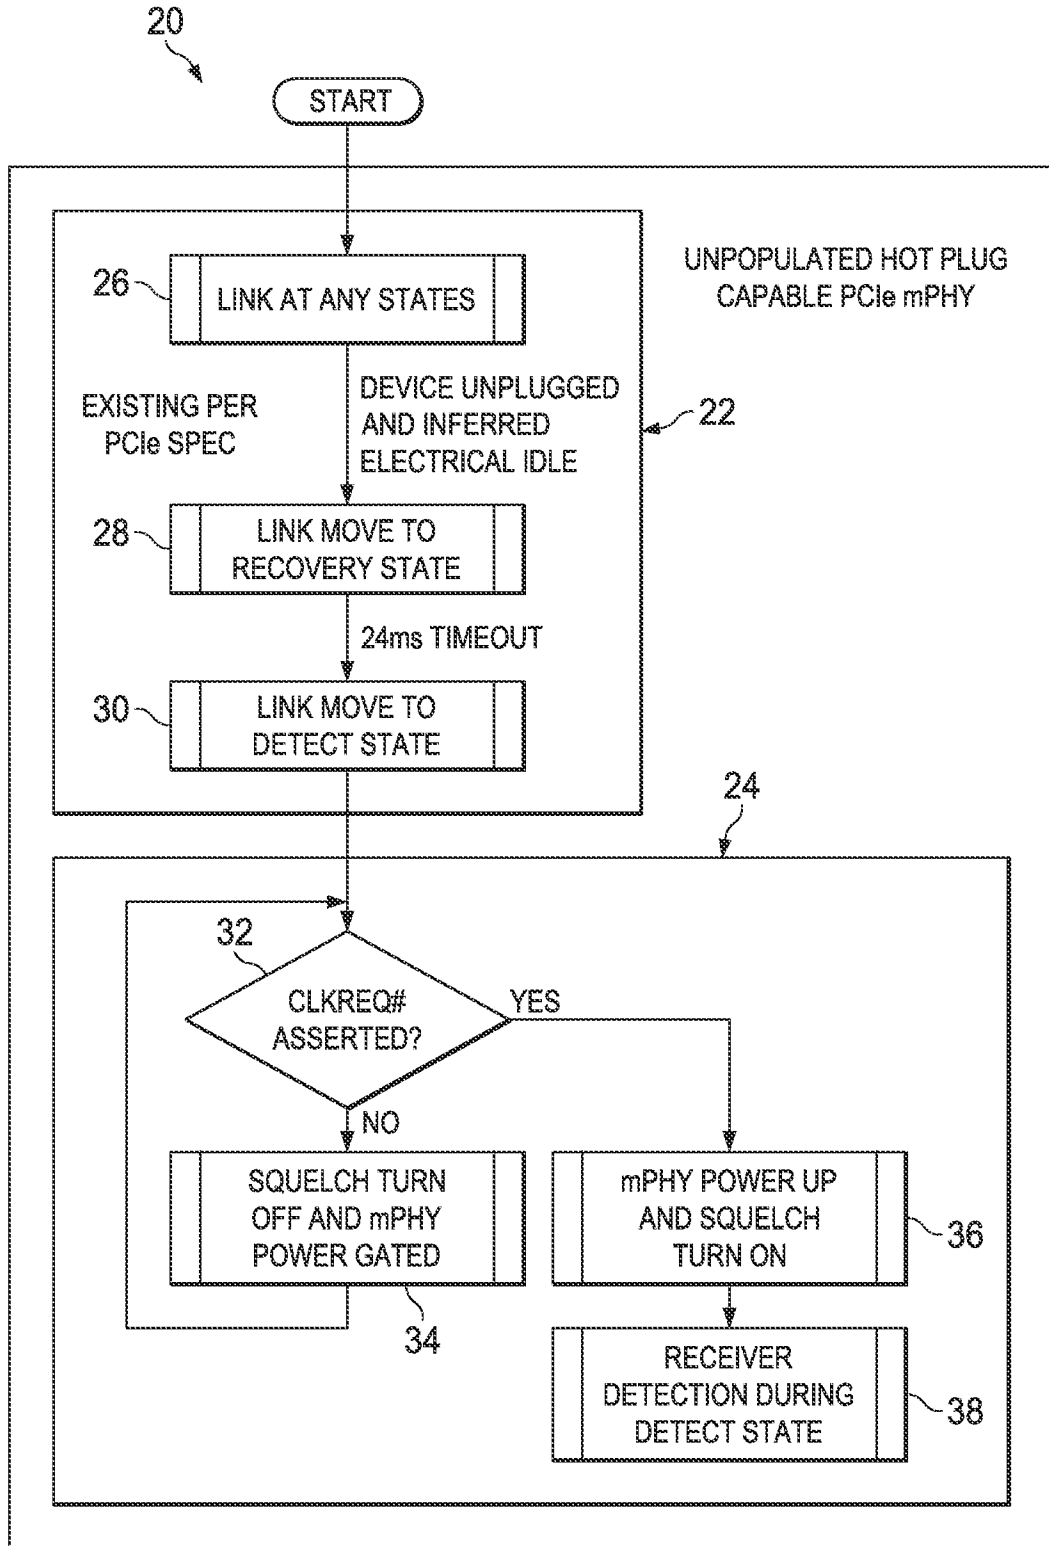 20
START
UNPOPULATED HOT PLUG
CAPABLE PCIe mPHY
26
LINK AT ANY STATES
EXISTING PER
PCIe SPEC
DEVICE UNPLUGGED
AND INFERRED
ELECTRICAL IDLE
22
28
LINK MOVE TO
RECOVERY STATE
24ms TIMEOUT
30
LINK MOVE TO
DETECT STATE
24
32
CLKREQ#
ASSERTED?
YES
NO
SQUELCH TURN
OFF AND mPHY
POWER GATED
34
mPHY POWER UP
AND SQUELCH
TURN ON
36
RECEIVER
DETECTION DURING
DETECT STATE
38